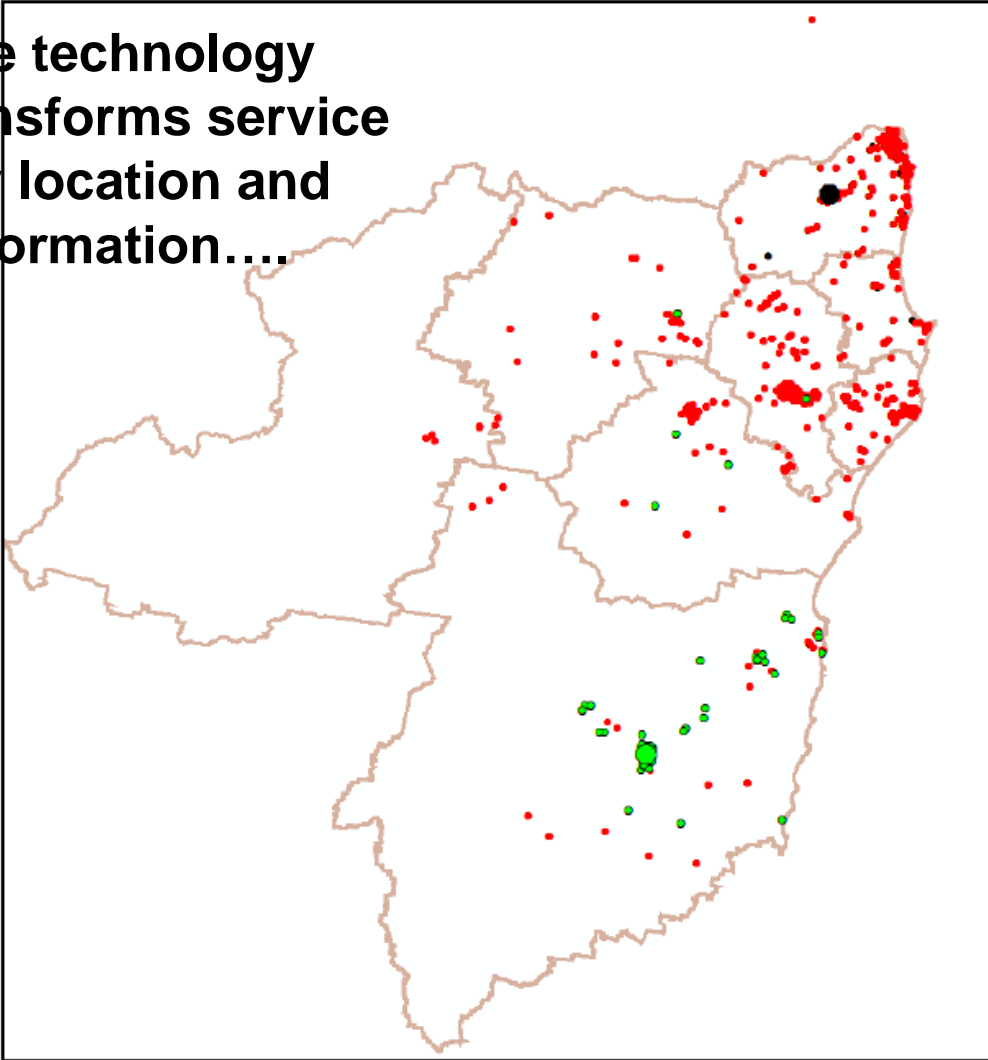 e technology
nsforms service
location and
ormation….